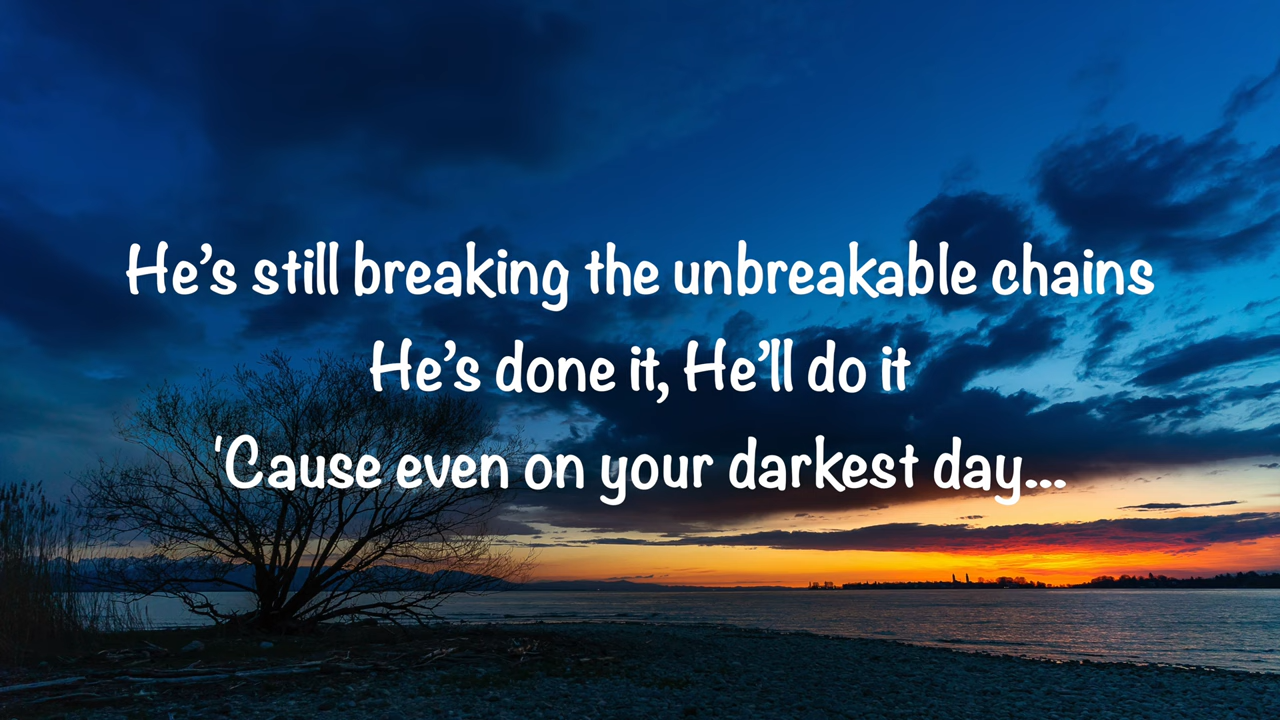 He’s still breaking the unbreakable chains
He’s done it, He’ll do it
'Cause even on your darkest day...